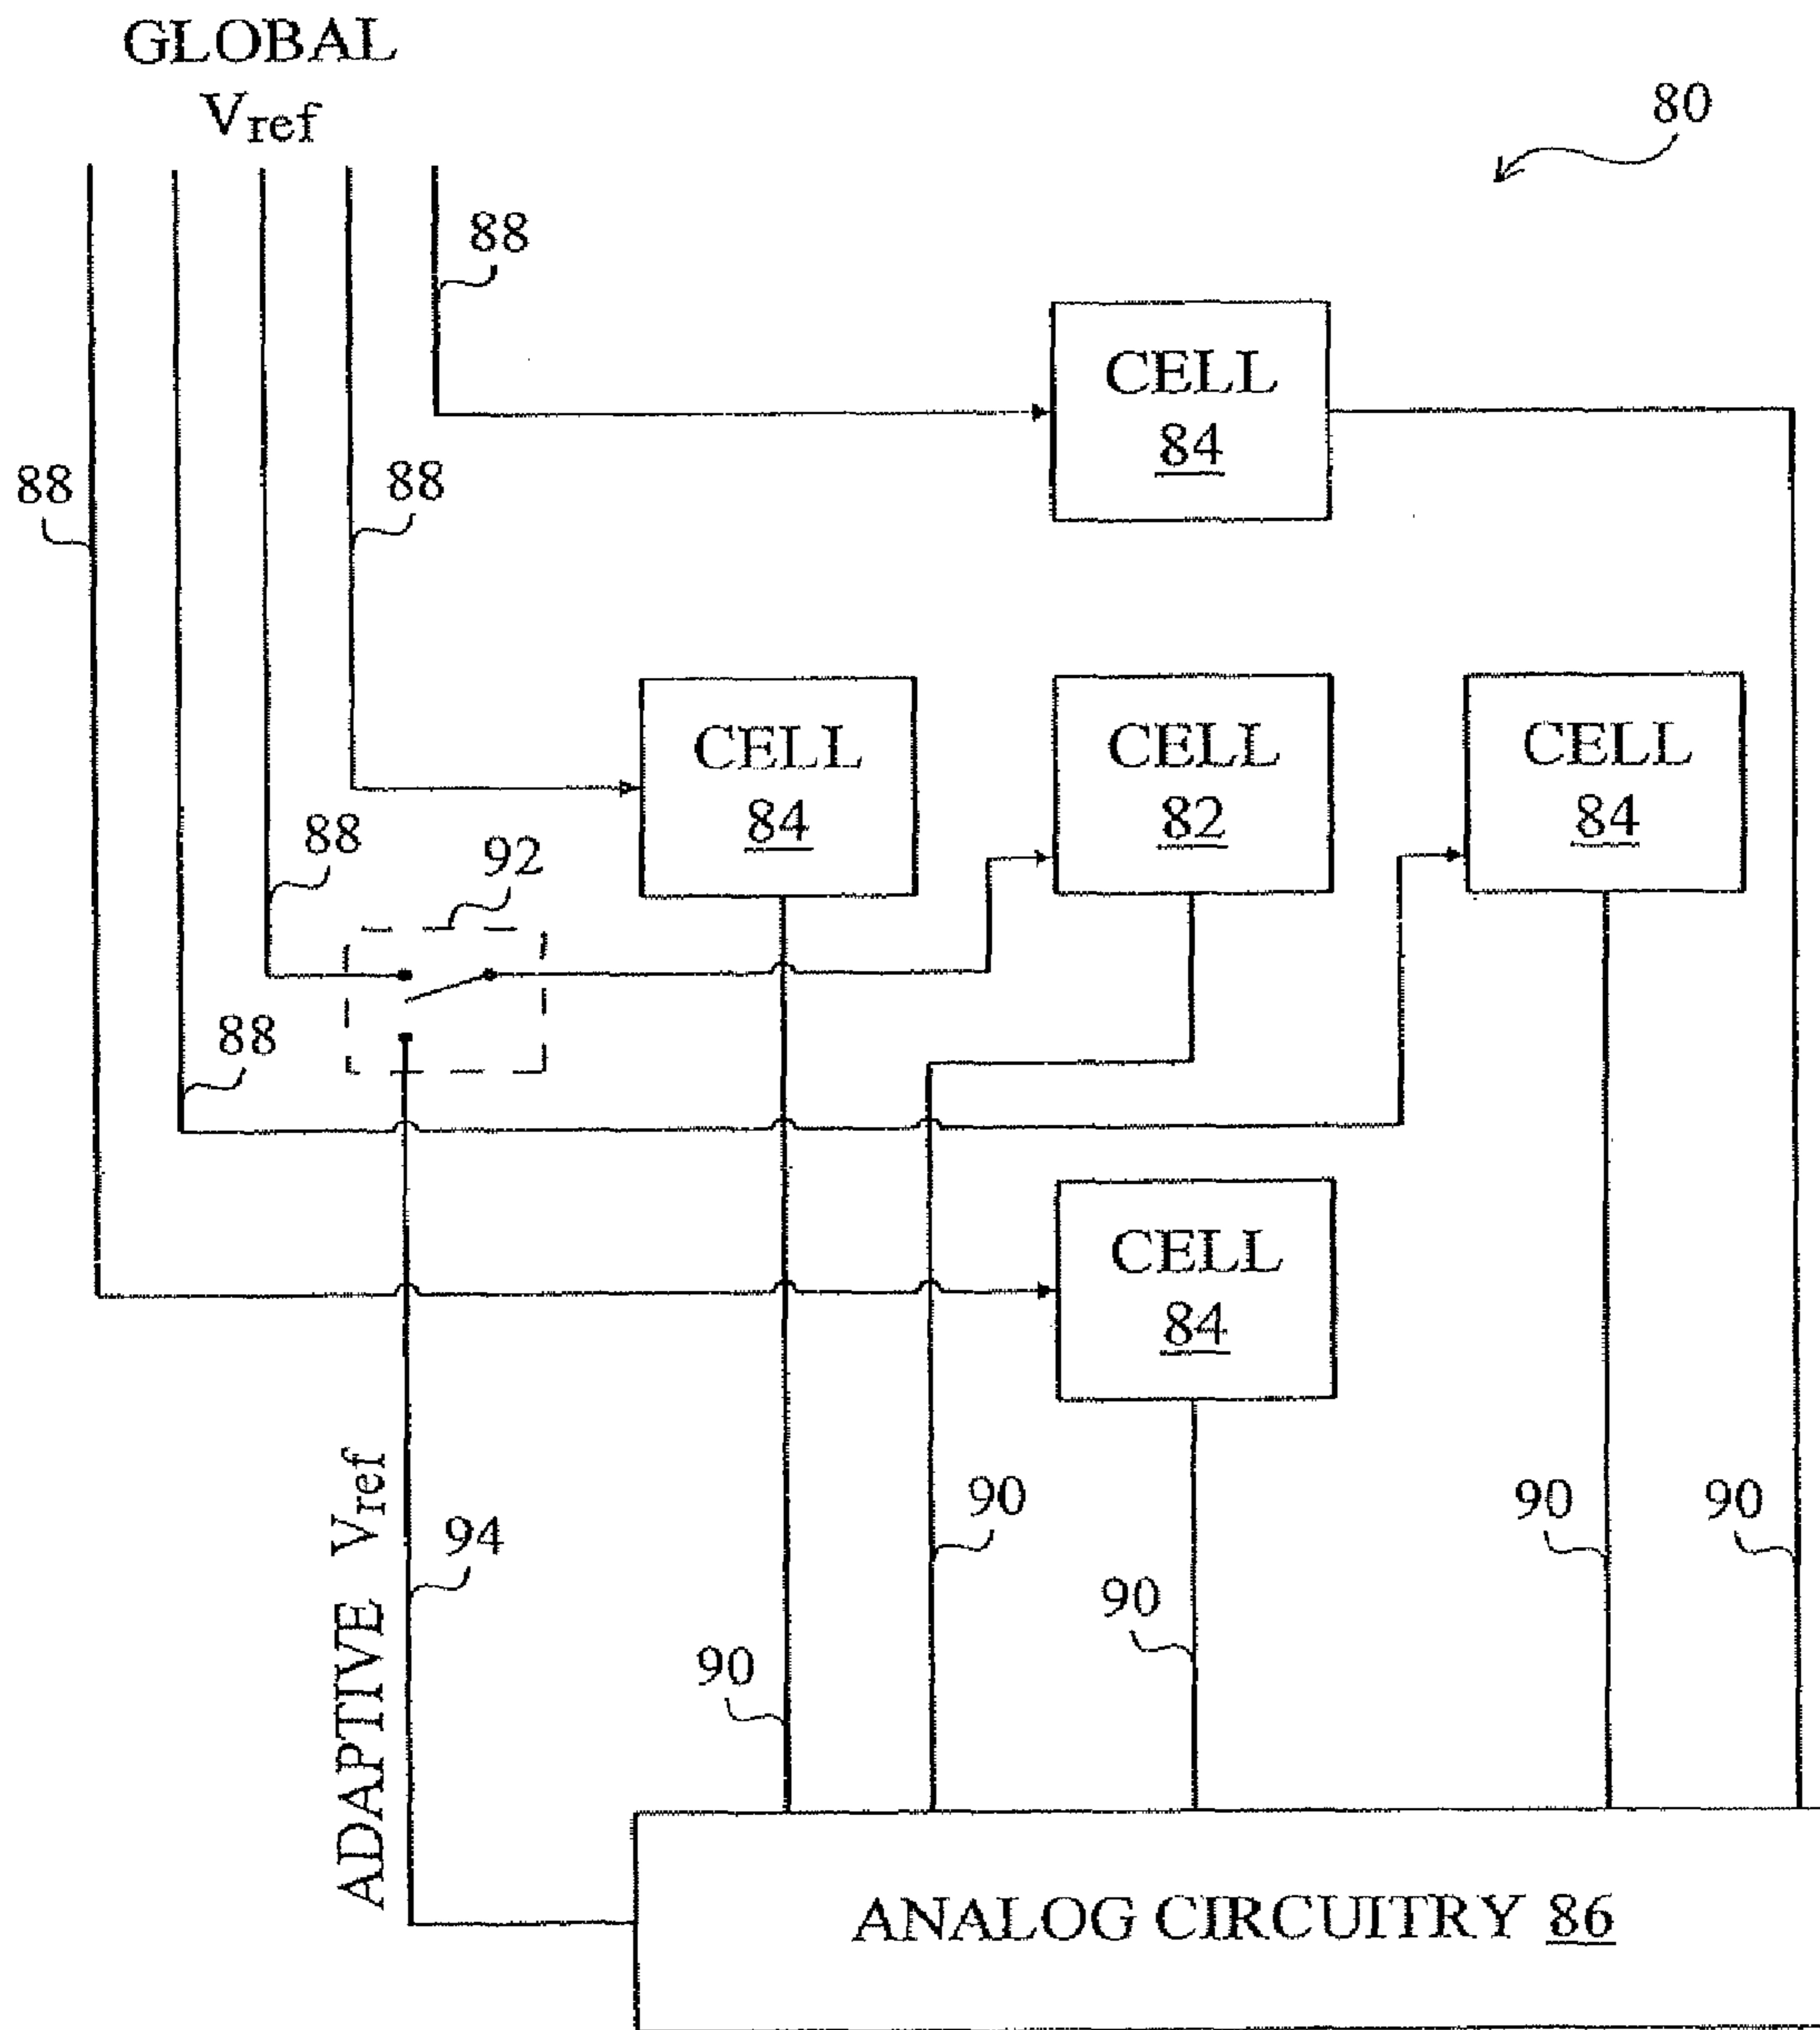 GLOBAL
Vref
80
88
CELL
84
88
88
CELL
84
CELL
82
CELL
84
88
92
88
CELL
84
ADAPTIVE Vref
94
90
90
90
90
90
ANALOG CIRCUITRY 86